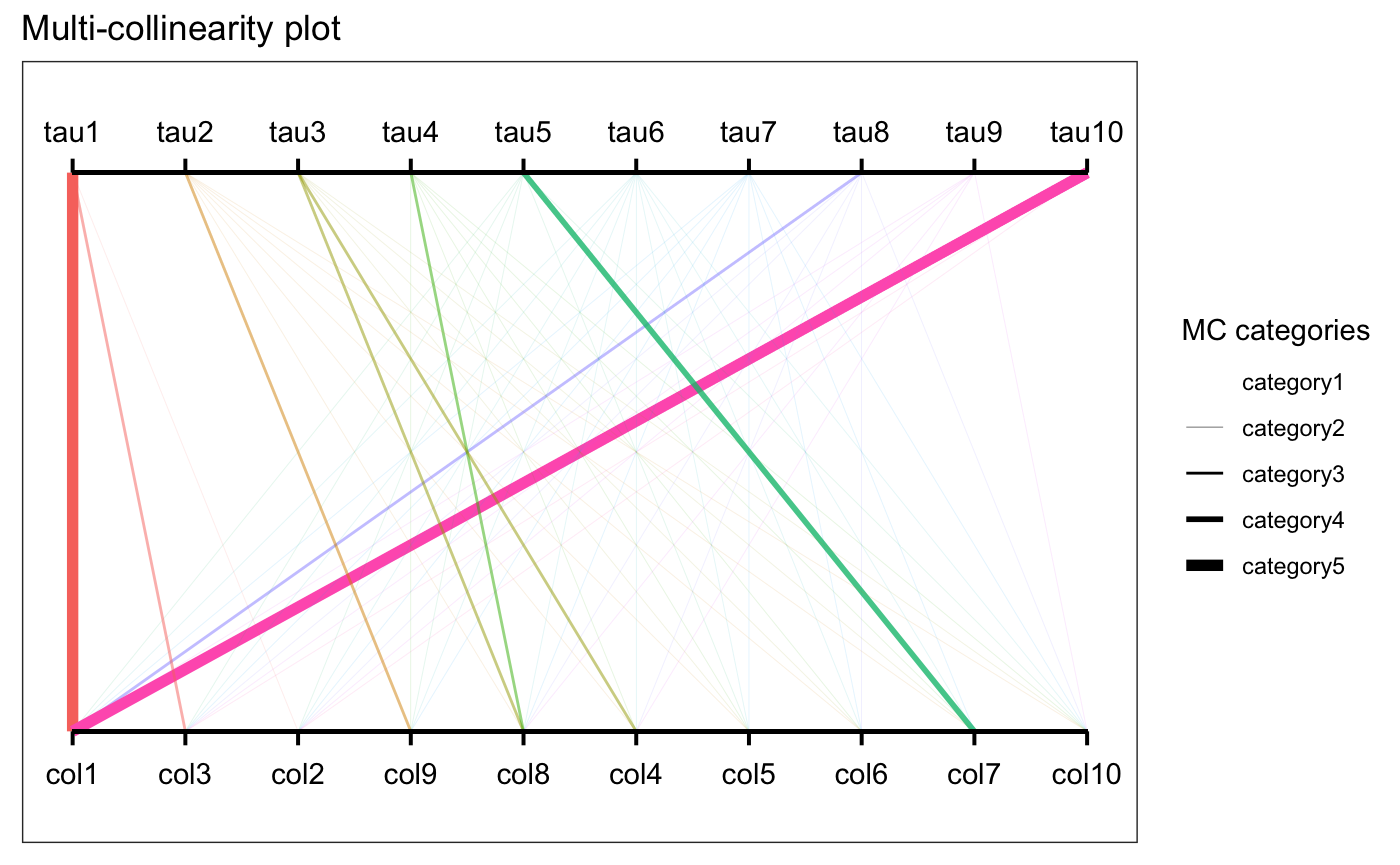 Multi-collinearity plot
tau1 tau2 tau3 tau4 tau5 tau6 tau7 tau8 tau9 tau10
col1 col3 col2 col9 col8 col4 col5 col6 col7 col10
MC categories
category1
category2
category3
category4
category5